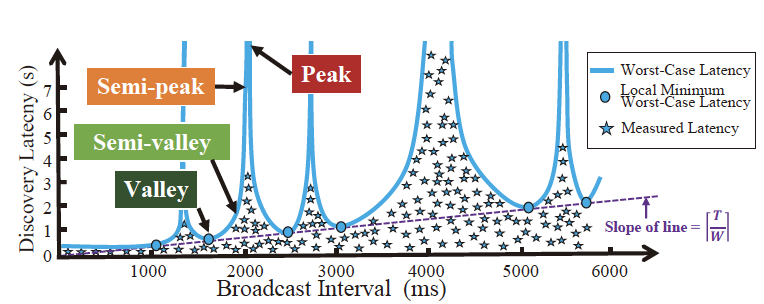 Peak
Semi-peak
Semi-valley
Valley
Worst-Case Latency
Local Minimum
Worst-Case Latency
Measured Latency
Discovery Latecny (s)
7
6
5
4
3
2
1
0
1000 2000 3000 4000 5000 6000
Broadcast Interval (ms)
Slope of line = ⌈T/W⌉